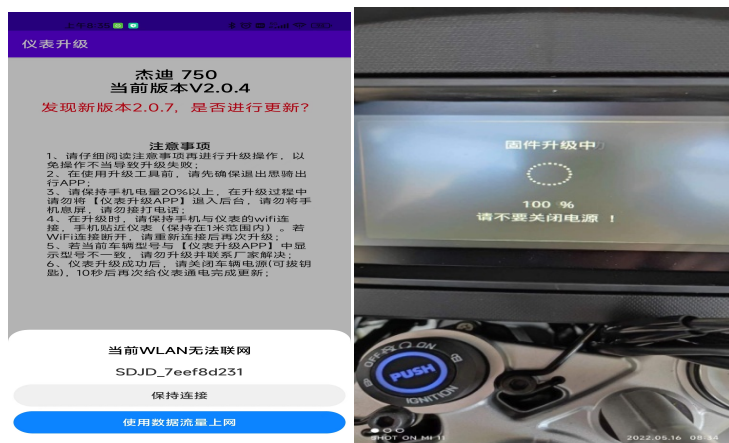 仪表升级
杰迪 750
当前版本V2.0.4
发现新版本2.0.7，是否进行更新？
注意事项
1、请仔细阅读注意事项再进行升级操作，以
免操作不当导致升级失败；
2、在使用升级工具前，请先确保退出思骑出
行APP；
3、请保持手机电量20%以上，在升级过程中
请勿将【仪表升级APP】退入后台，请勿将手
机息屏，请勿接打电话；
4、在升级时，请保持手机与仪表的wifi连
接，手机贴近仪表（保持在1米范围内）。若
WiFi连接断开，请重新连接后再次升级；
5、若当前车辆型号与【仪表升级APP】中显
示型号不一致，请勿升级并联系厂家解决；
6、仪表升级成功后，请关闭车辆电源(可拔钥
匙)，10秒后再次给仪表通电完成更新；
当前WLAN无法联网
SDJD_7eef8d231
保持连接
使用数据流量上网
固件升级中
100 %
请不要关闭电源 ！
OFF
ON
PUSH
IGNITION
SHOT ON MI 11
2022.05.16 08:34